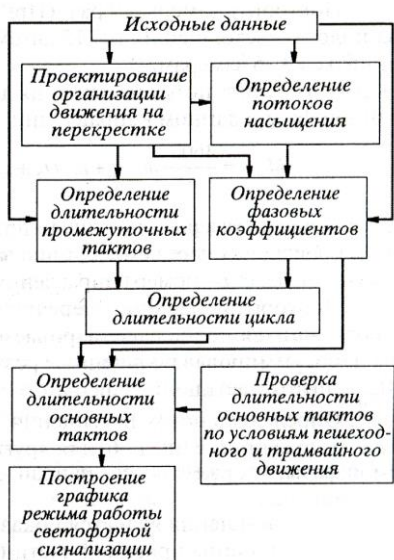 Исходные данные
Проектирование
организации
движения на
перекрестке
Определение
потоков
насыщения
Определение
длительности
промежуточных
тактов
Определение
фазовых
коэффициентов
Определение
длительности цикла
Определение
длительности
основных
тактов
Проверка
длительности
основных тактов
по условиям пешеход-
ного и трамвайного
движения
Построение
графика
режима работы
светофорной
сигнализации